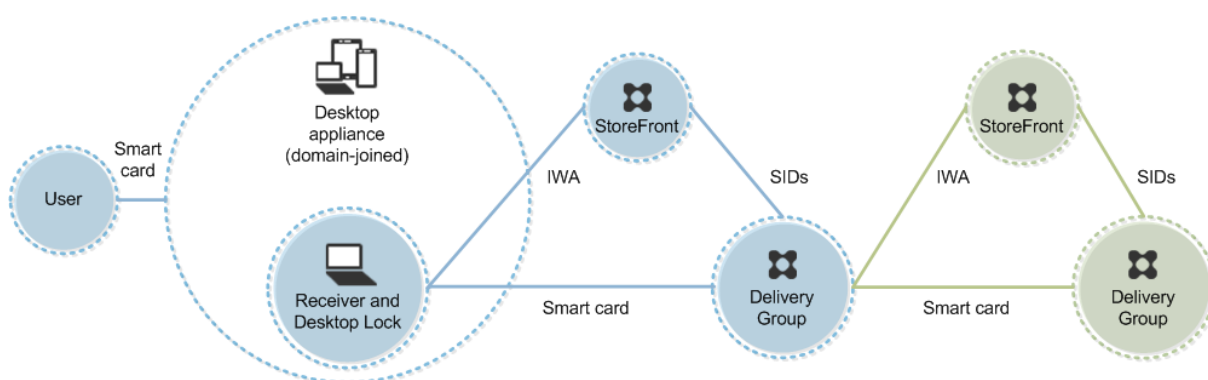 User
Smart
card
Desktop
appliance
(domain-joined)
Receiver and
Desktop Lock
IWA
StoreFront
SIDs
Smart card
Delivery
Group
IWA
StoreFront
SIDs
Smart card
Delivery
Group